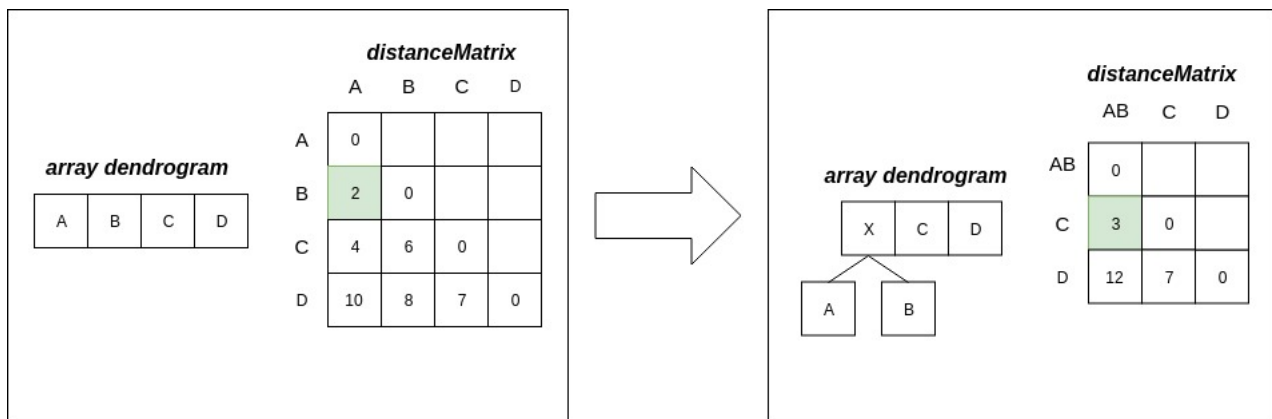 distanceMatrix
A B C D
A 0
array dendrogram
B 2 0
A B C D
C 4 6 0
D 10 8 7 0
distanceMatrix
AB C D
AB 0
array dendrogram
C 3 0
X C D
D 12 7 0
A B